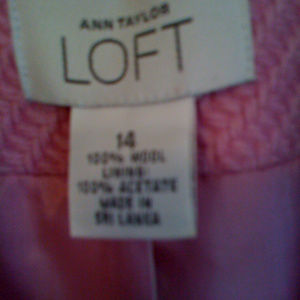 ANN TAYLOR
LOFT
14
100% WOOL
LINING:
100% ACETATE
MADE IN
SRI LANKA